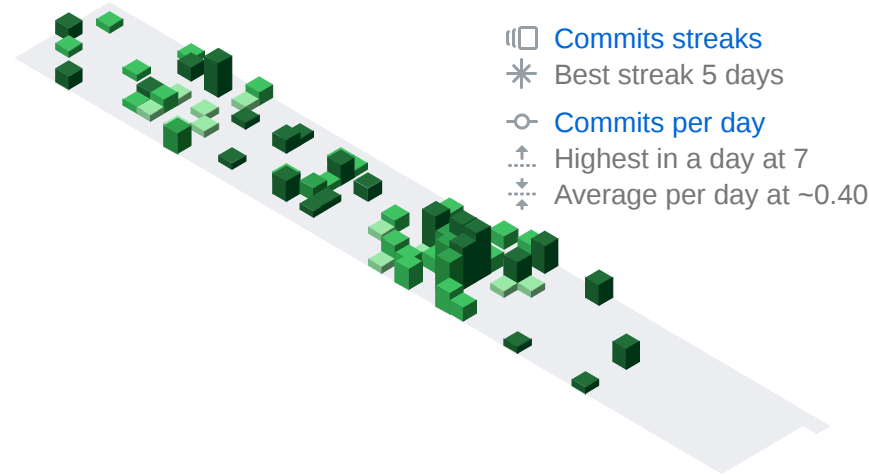 Commits streaks
Best streak 5 days
Commits per day
Highest in a day at 7
Average per day at ~0.40